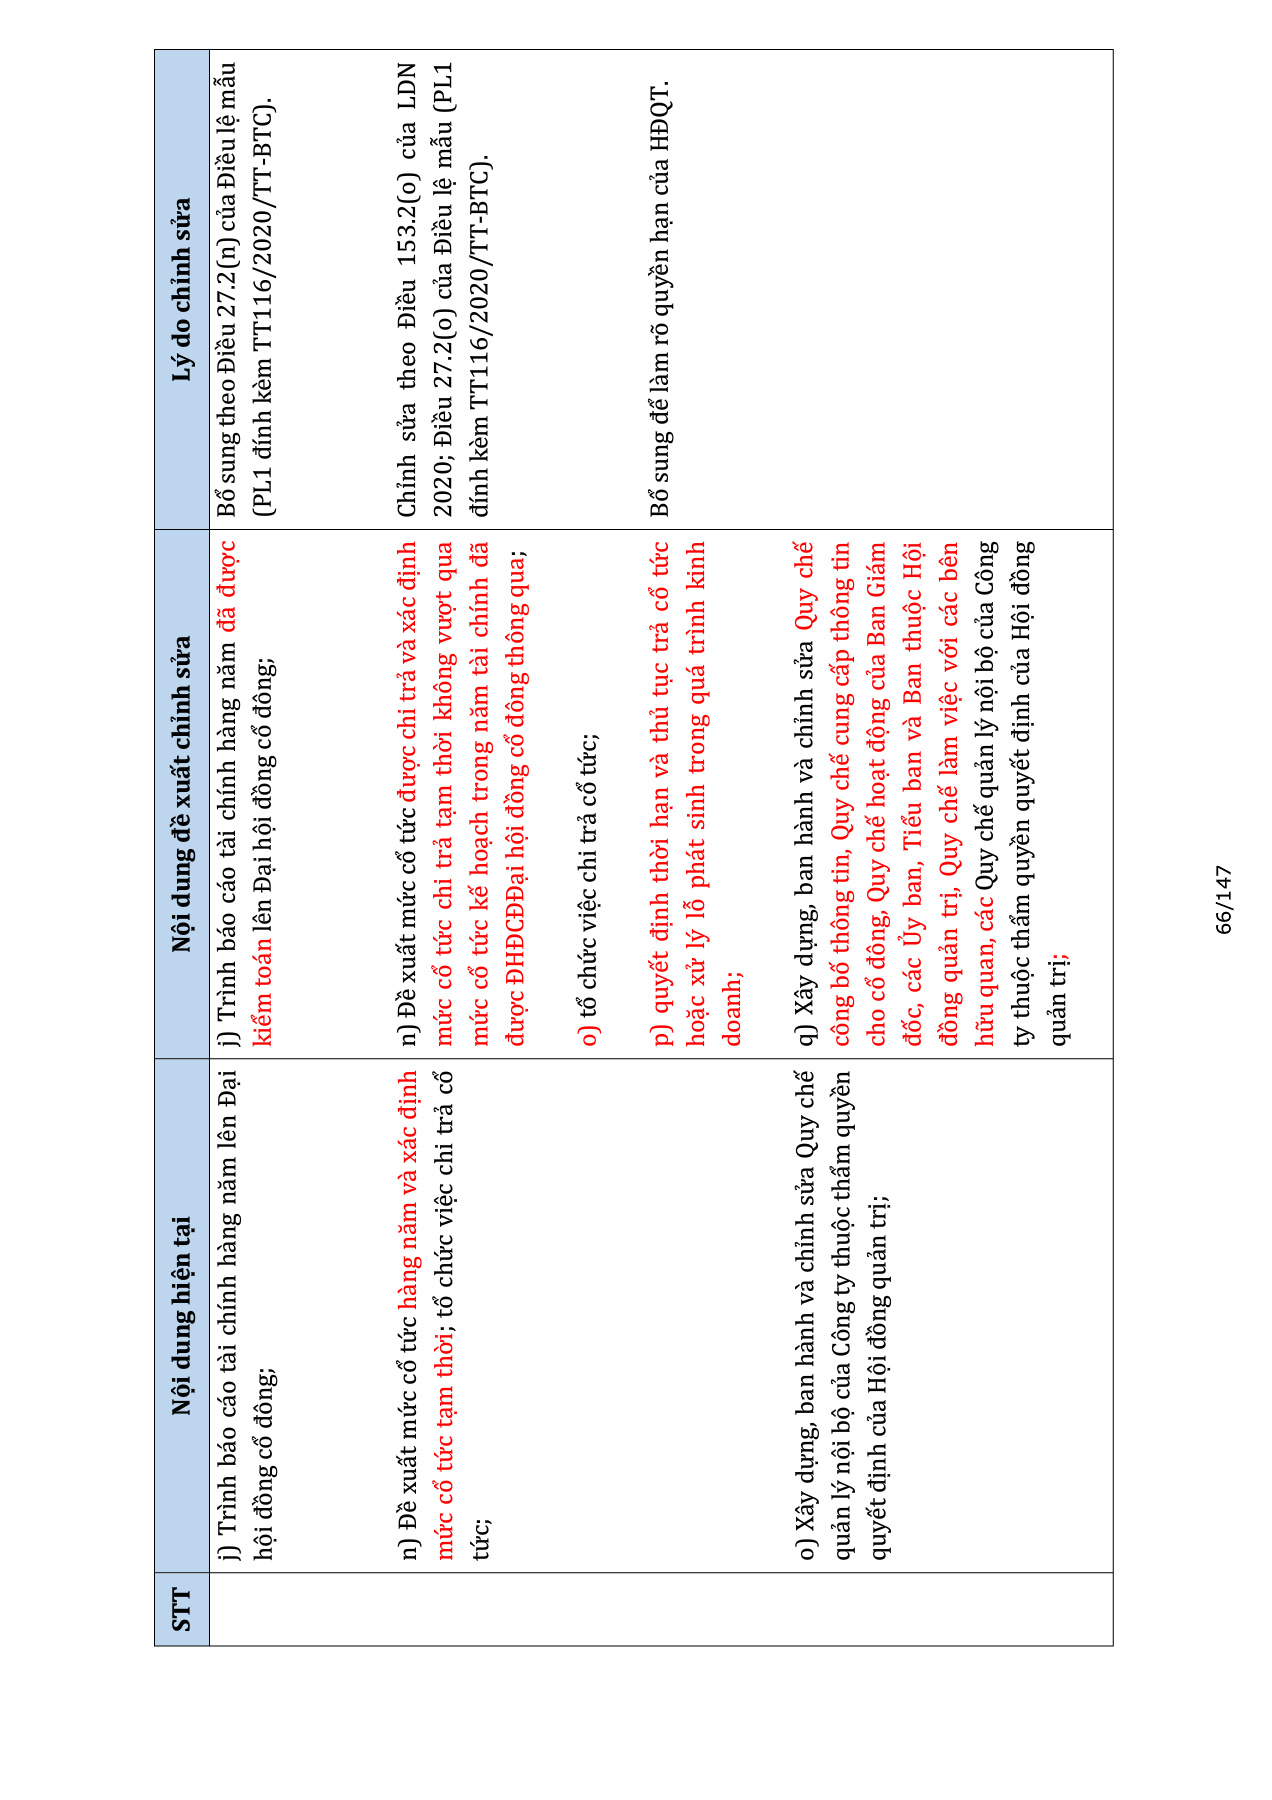 STT
Nội dung hiện tại
Nội dung đề xuất chỉnh sửa
Lý do chỉnh sửa
j) Trình báo cáo tài chính hàng năm lên Đại
hội đồng cổ đông;
n) Đề xuất mức cổ tức hàng năm và xác định
mức cổ tức tạm thời; tổ chức việc chi trả cổ
tức;
o) Xây dựng, ban hành và chỉnh sửa Quy chế
quản lý nội bộ của Công ty thuộc thẩm quyền
quyết định của Hội đồng quản trị;
j) Trình báo cáo tài chính hàng năm đã được
kiểm toán lên Đại hội đồng cổ đông;
n) Đề xuất mức cổ tức được chi trả và xác định
mức cổ tức chi trả tạm thời không vượt qua
mức cổ tức kế hoạch trong năm tài chính đã
được ĐHĐCĐĐại hội đồng cổ đông thông qua;
o) tổ chức việc chi trả cổ tức;
p) quyết định thời hạn và thủ tục trả cổ tức
hoặc xử lý lỗ phát sinh trong quá trình kinh
doanh;
q) Xây dựng, ban hành và chỉnh sửa Quy chế
công bố thông tin, Quy chế cung cấp thông tin
cho cổ đông, Quy chế hoạt động của Ban Giám
đốc, các Ủy ban, Tiểu ban và Ban thuộc Hội
đồng quản trị, Quy chế làm việc với các bên
hữu quan, các Quy chế quản lý nội bộ của Công
ty thuộc thẩm quyền quyết định của Hội đồng
quản trị;
Bổ sung theo Điều 27.2(n) của Điều lệ mẫu
(PL1 đính kèm TT116/2020/TT-BTC).
Chỉnh sửa theo Điều 153.2(o) của LDN
2020; Điều 27.2(o) của Điều lệ mẫu (PL1
đính kèm TT116/2020/TT-BTC).
Bổ sung để làm rõ quyền hạn của HĐQT.
66/147